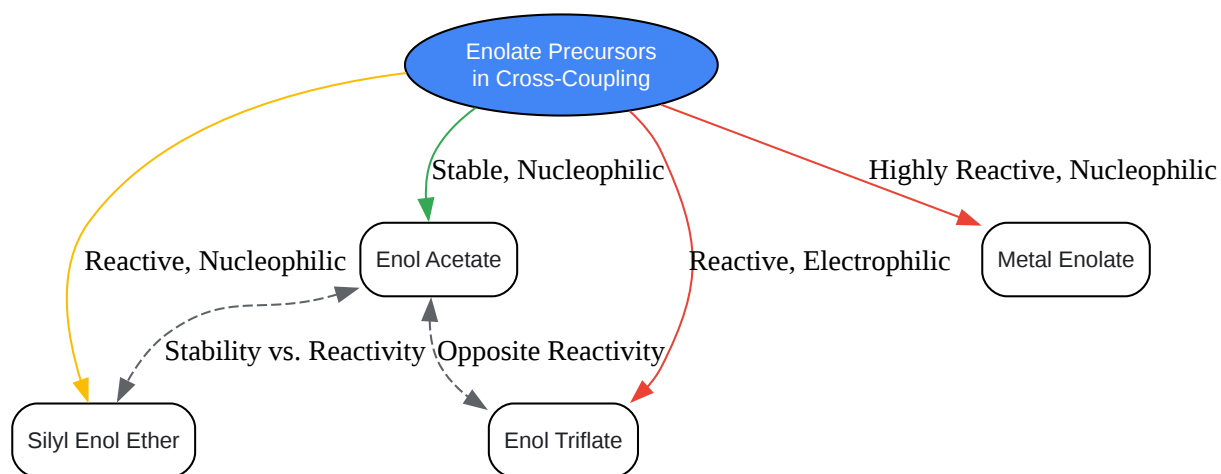 Enolate Precursors
in Cross-Coupling
Stable, Nucleophilic
Highly Reactive, Nucleophilic
Reactive, Nucleophilic
Enol Acetate
Reactive, Electrophilic
Metal Enolate
Stability vs. Reactivity
Opposite Reactivity
Silyl Enol Ether
Enol Triflate